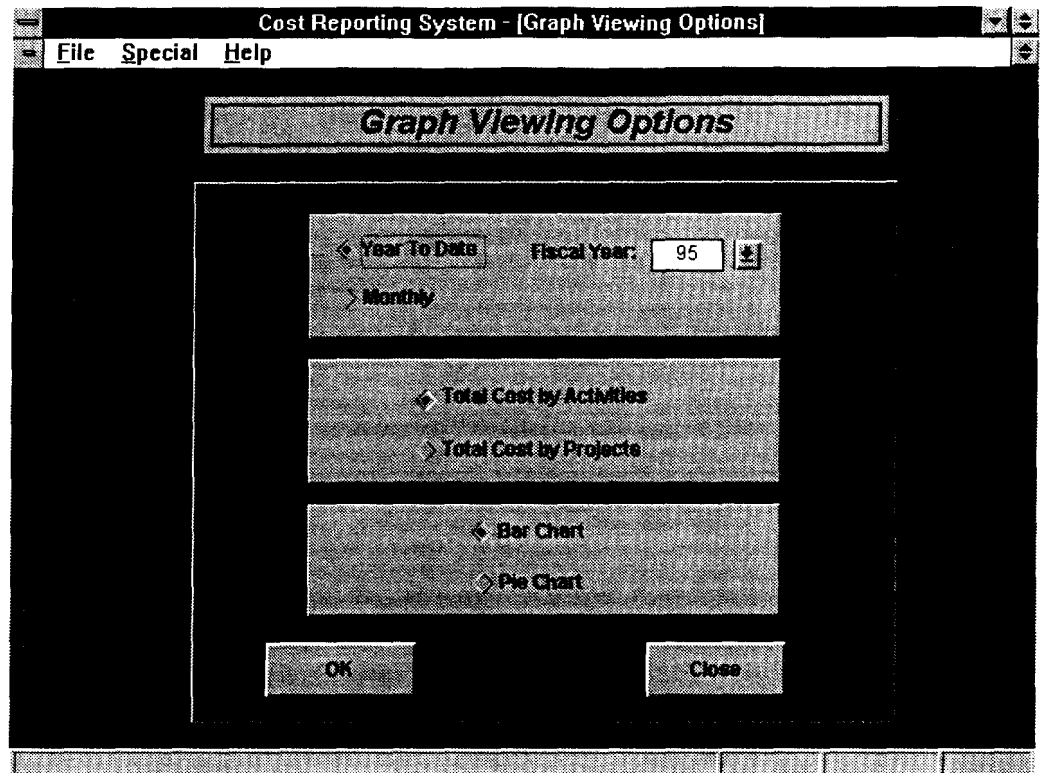 Cost Reporting System - [Graph Viewing Options]
File Special Help
Graph Viewing Options
Year To Date Fiscal Year: 95
Monthly
Total Cost by Activities
Total Cost by Projects
Bar Chart
Pie Chart
OK Close